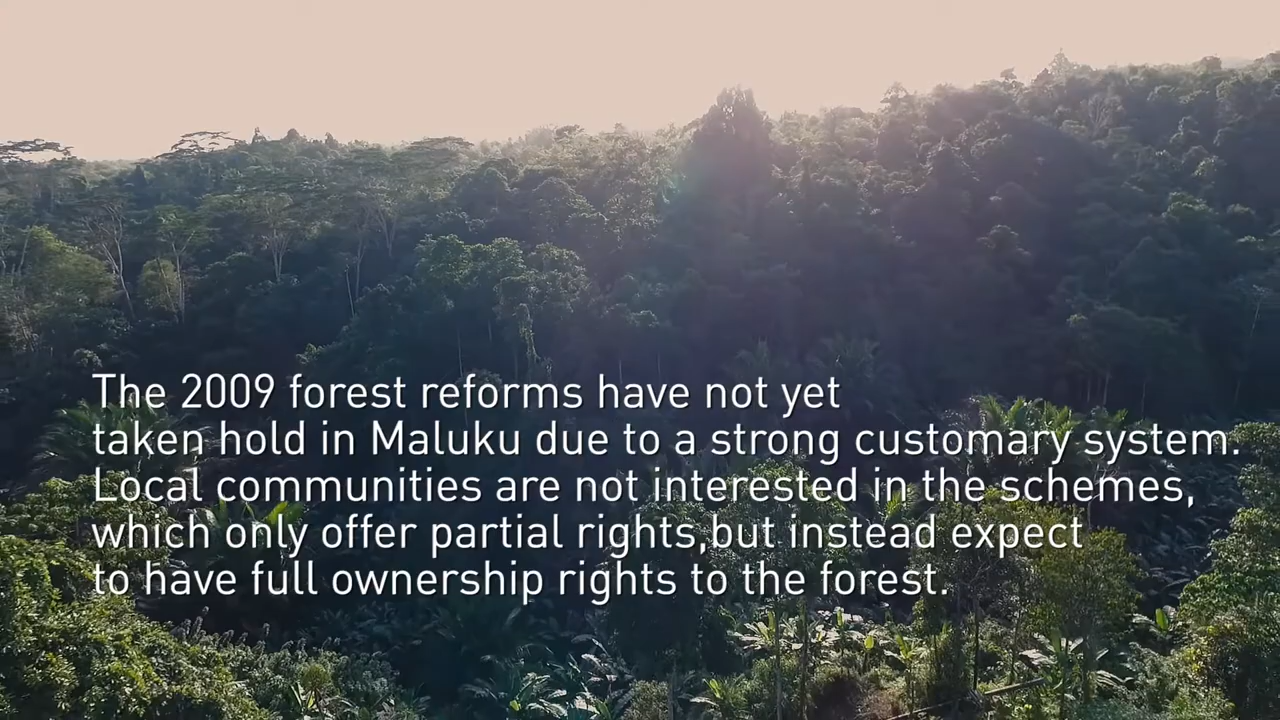 The 2009 forest reforms have not yet
taken hold in Maluku due to a strong customary system.
Local communities are not interested in the schemes,
which only offer partial rights,but instead expect
to have full ownership rights to the forest.